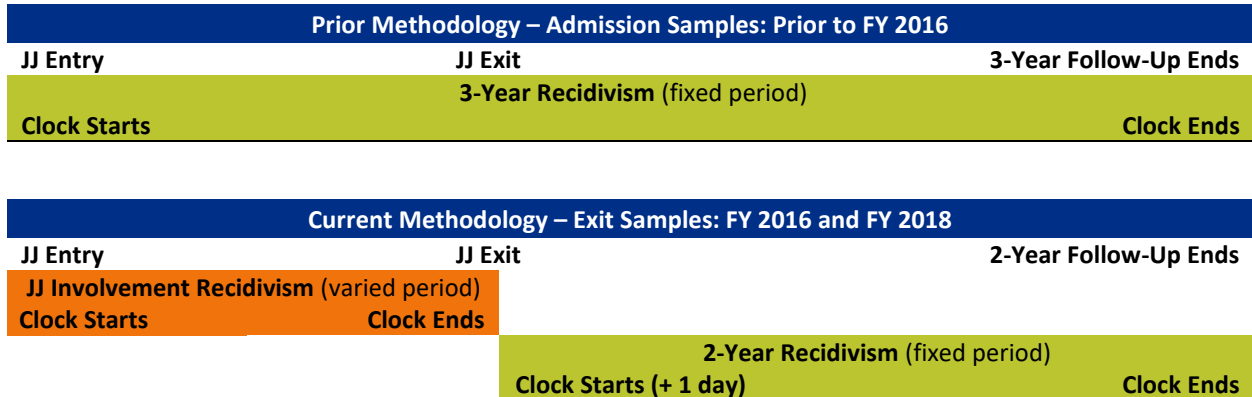 Prior Methodology – Admission Samples: Prior to FY 2016
JJ Entry JJ Exit 3-Year Follow-Up Ends
3-Year Recidivism (fixed period)
Clock Starts Clock Ends
Current Methodology – Exit Samples: FY 2016 and FY 2018
JJ Entry JJ Exit 2-Year Follow-Up Ends
JJ Involvement Recidivism (varied period)
Clock Starts Clock Ends
2-Year Recidivism (fixed period)
Clock Starts (+ 1 day) Clock Ends